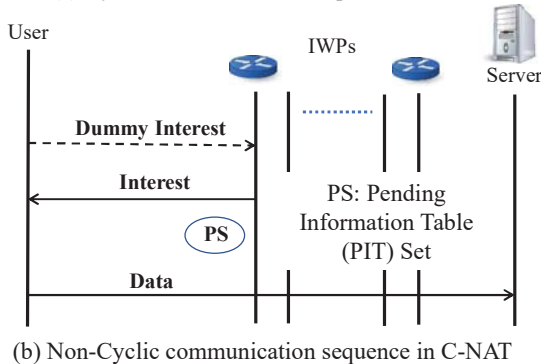 User
IWPs
Server
Dummy Interest
Interest
PS: Pending
Information Table
(PIT) Set
PS
Data
(b) Non-Cyclic communication sequence in C-NAT